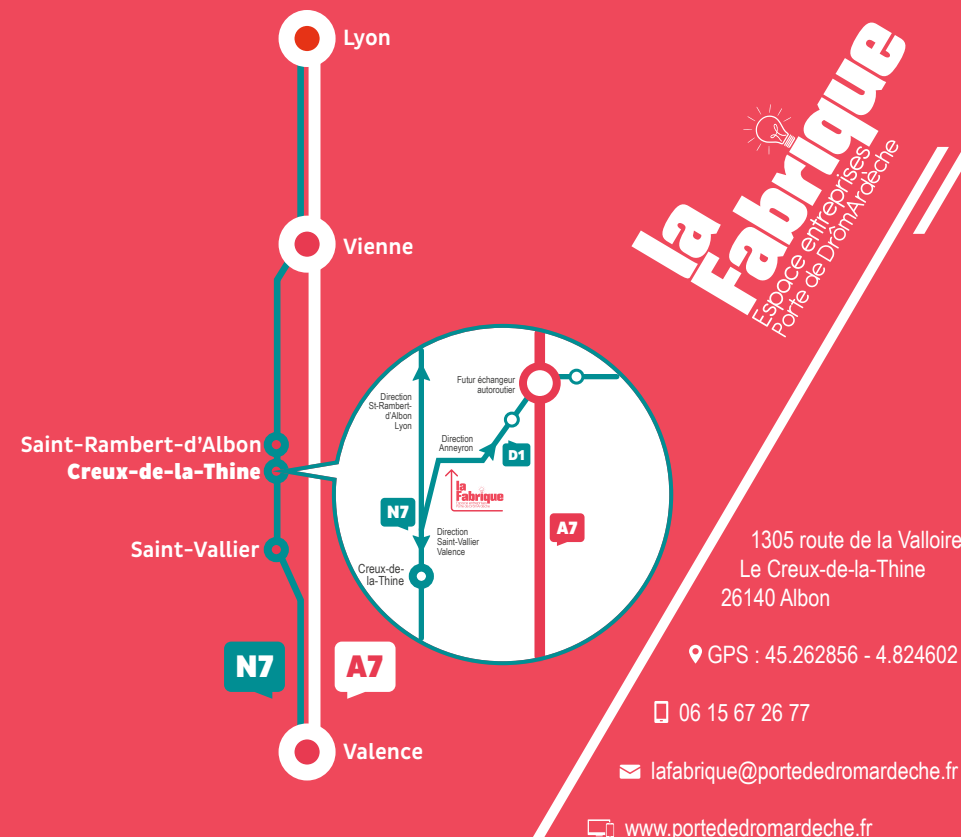 Lyon
Vienne
Saint-Rambert-d'Albon
Creux-de-la-Thine
Saint-Vallier
N7
A7
Valence
Futur échangeur
autoroutier
Direction
St-Rambert-
d'Albon
Lyon
Direction
Anneyron
D1
la
Fabrique
N7
A7
Direction
Saint-Vallier
Valence
Creux-de-
la-Thine
la
Fabrique
Espace entreprises
Porte de DrômArdèche
1305 route de la Valloire
Le Creux-de-la-Thine
26140 Albon
GPS : 45.262856 - 4.824602
06 15 67 26 77
lafabrique@portededromardeche.fr
www.portededromardeche.fr